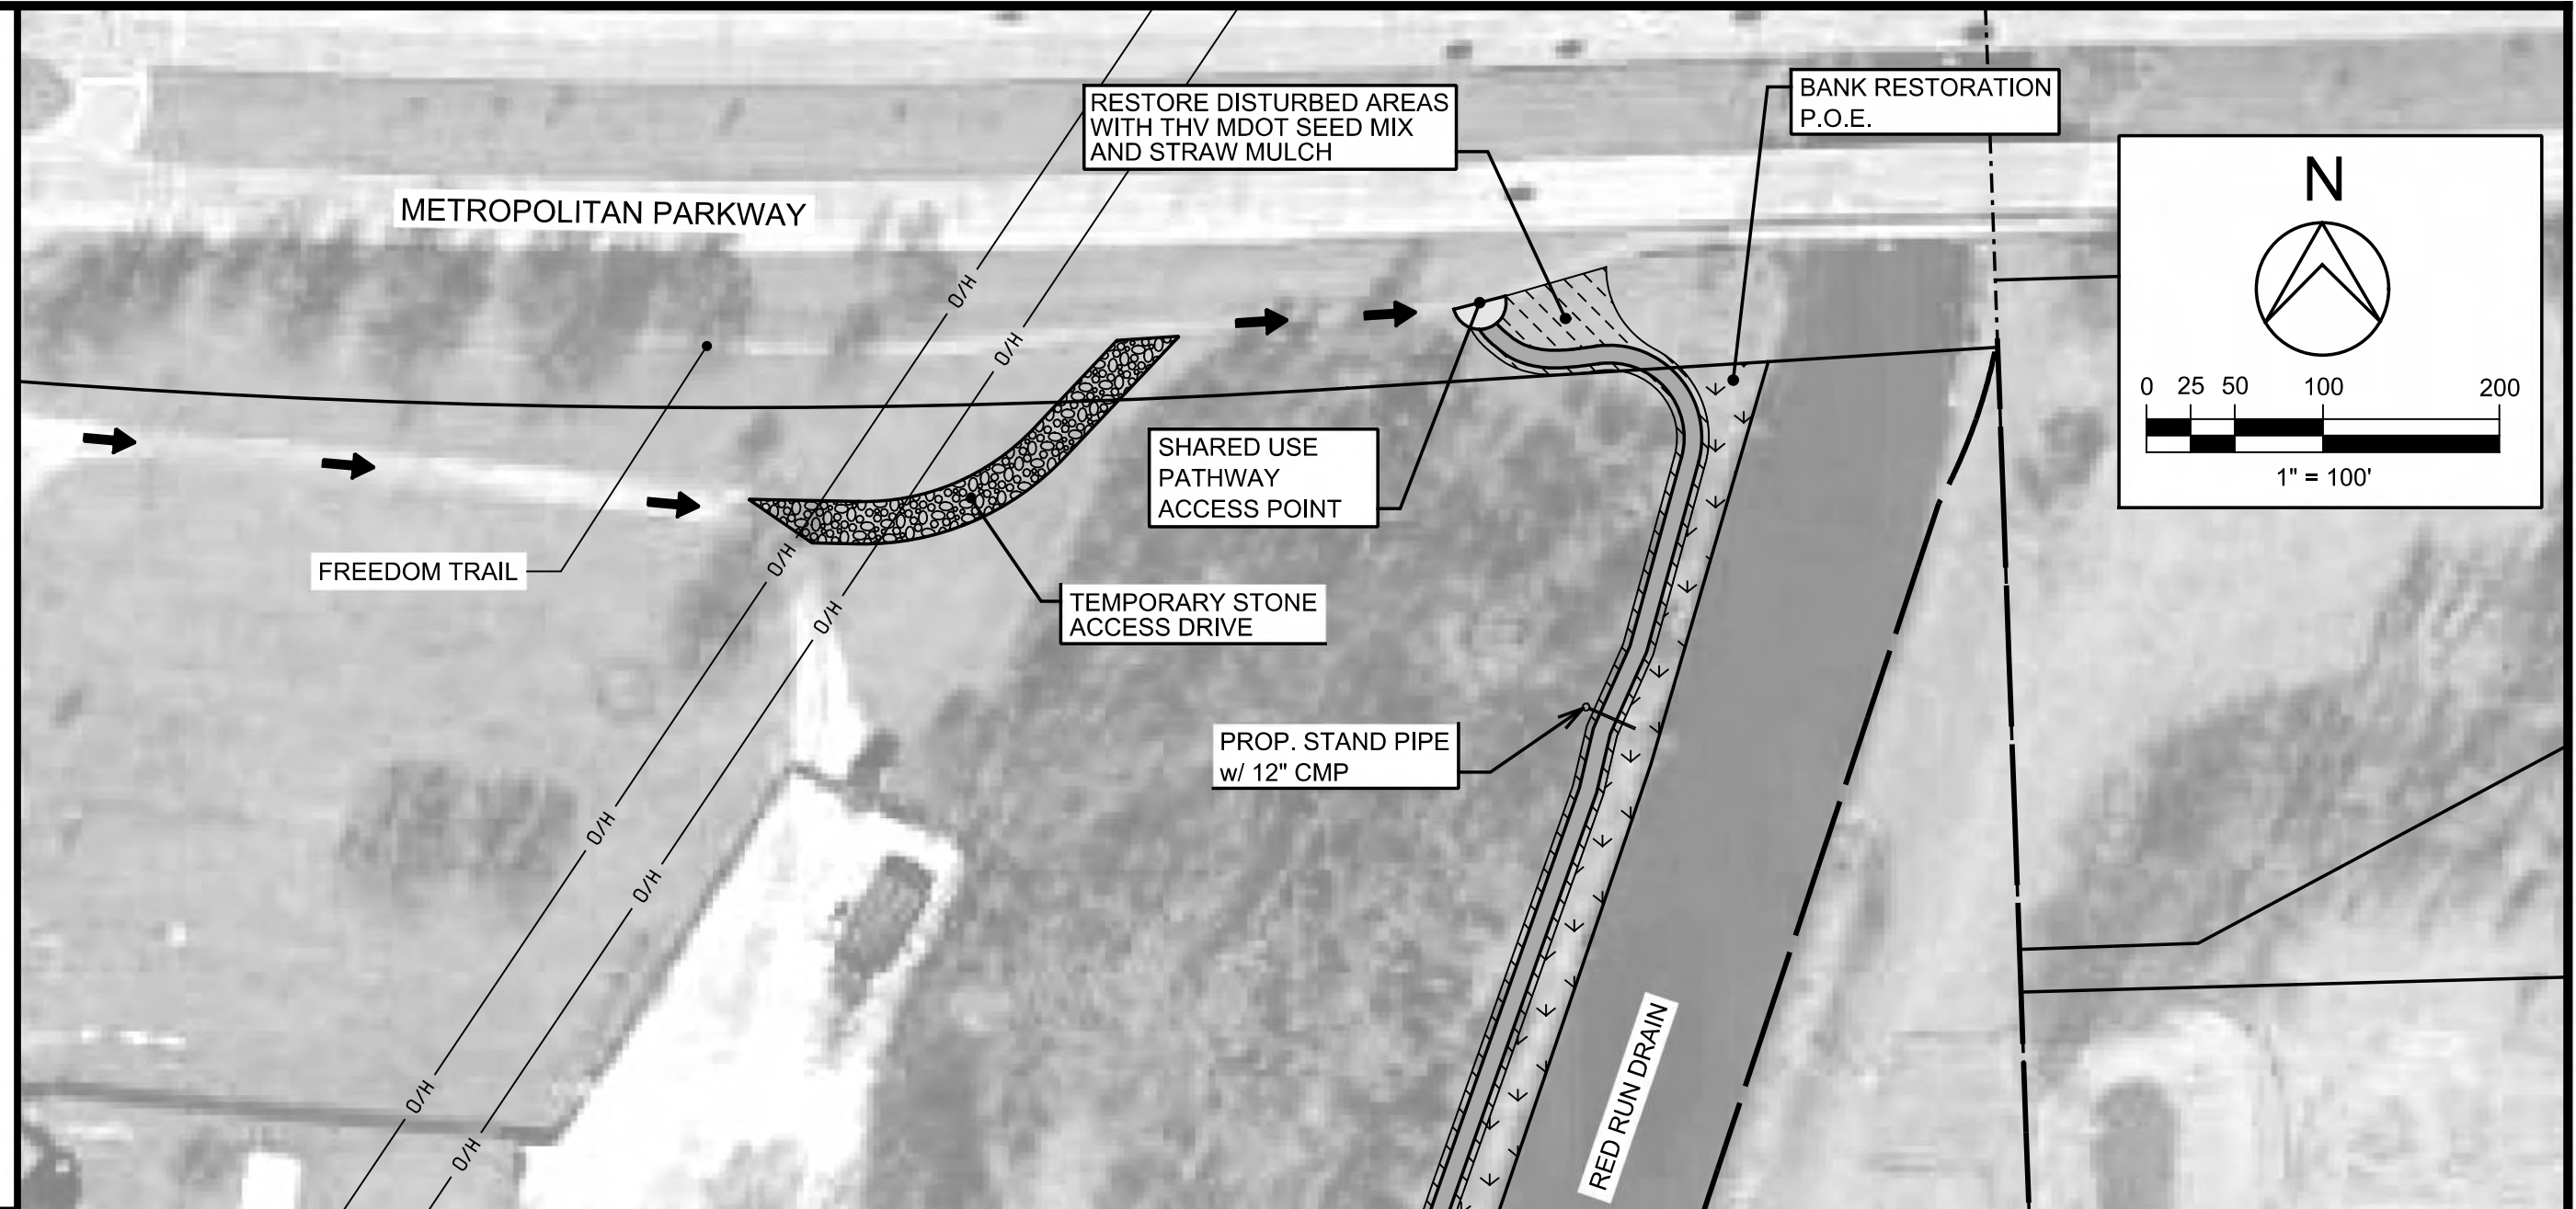 RESTORE DISTURBED AREAS
WITH THV MDOT SEED MIX
AND STRAW MULCH
BANK RESTORATION
P.O.E.
N
0 25 50 100 200
1" = 100'
METROPOLITAN PARKWAY
O/H
O/H
SHARED USE
PATHWAY
ACCESS POINT
FREEDOM TRAIL
O/H
O/H
TEMPORARY STONE
ACCESS DRIVE
PROP. STAND PIPE
w/ 12" CMP
O/H
O/H
RED RUN DRAIN
O/H
O/H